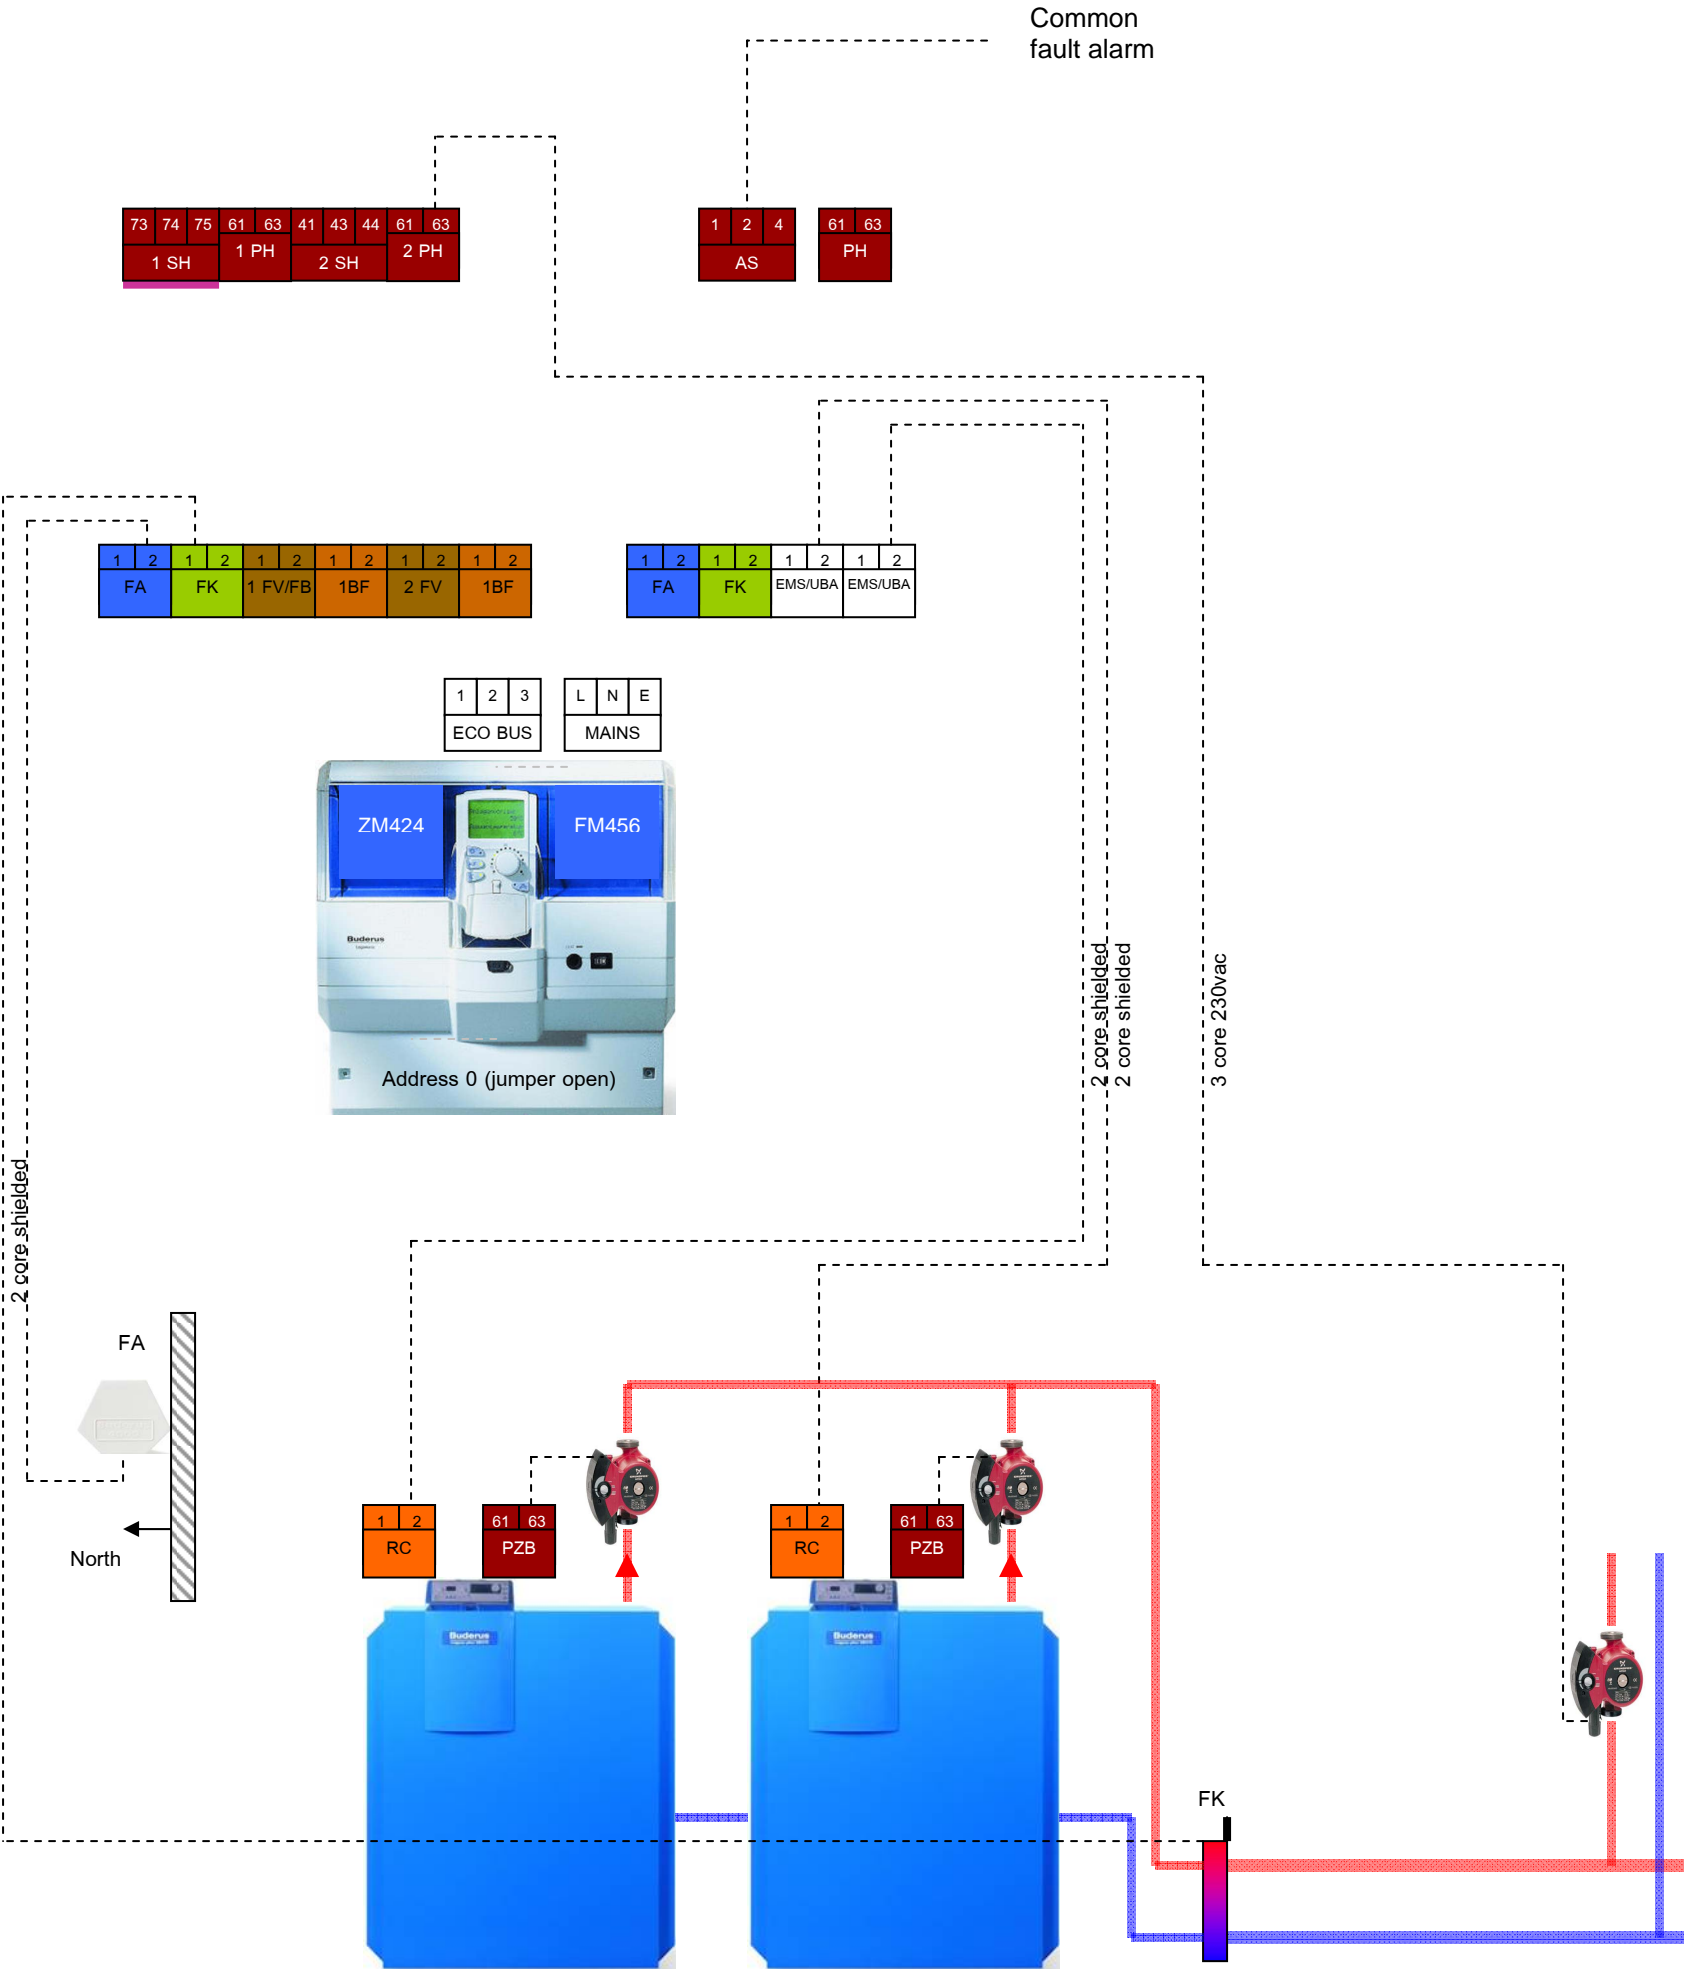 Common
fault alarm
73 74 75 61 63 41 43 44 61 63
1 SH 1 PH 2 SH 2 PH
1 2 4
AS
61 63
PH
1 2 1 2 1 2 1 2 1 2 1 2
FA FK 1 FV/FB 1BF 2 FV 1BF
1 2 1 2 1 2 1 2
FA FK EMS/UBA EMS/UBA
1 2 3
ECO BUS
L N E
MAINS
ZM424
FM456
Buderus
Address 0 (jumper open)
2 core shielded
2 core shielded
3 core 230vac
2 core shielded
FA
North
1 2
RC
61 63
PZB
1 2
RC
61 63
PZB
Buderus
Buderus
FK